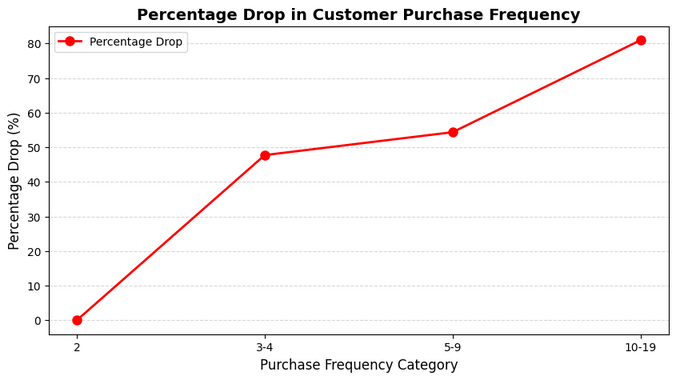 Percentage Drop in Customer Purchase Frequency
Percentage Drop
Percentage Drop (%)
80
70
60
50
40
30
20
10
0
2 3-4 5-9 10-19
Purchase Frequency Category